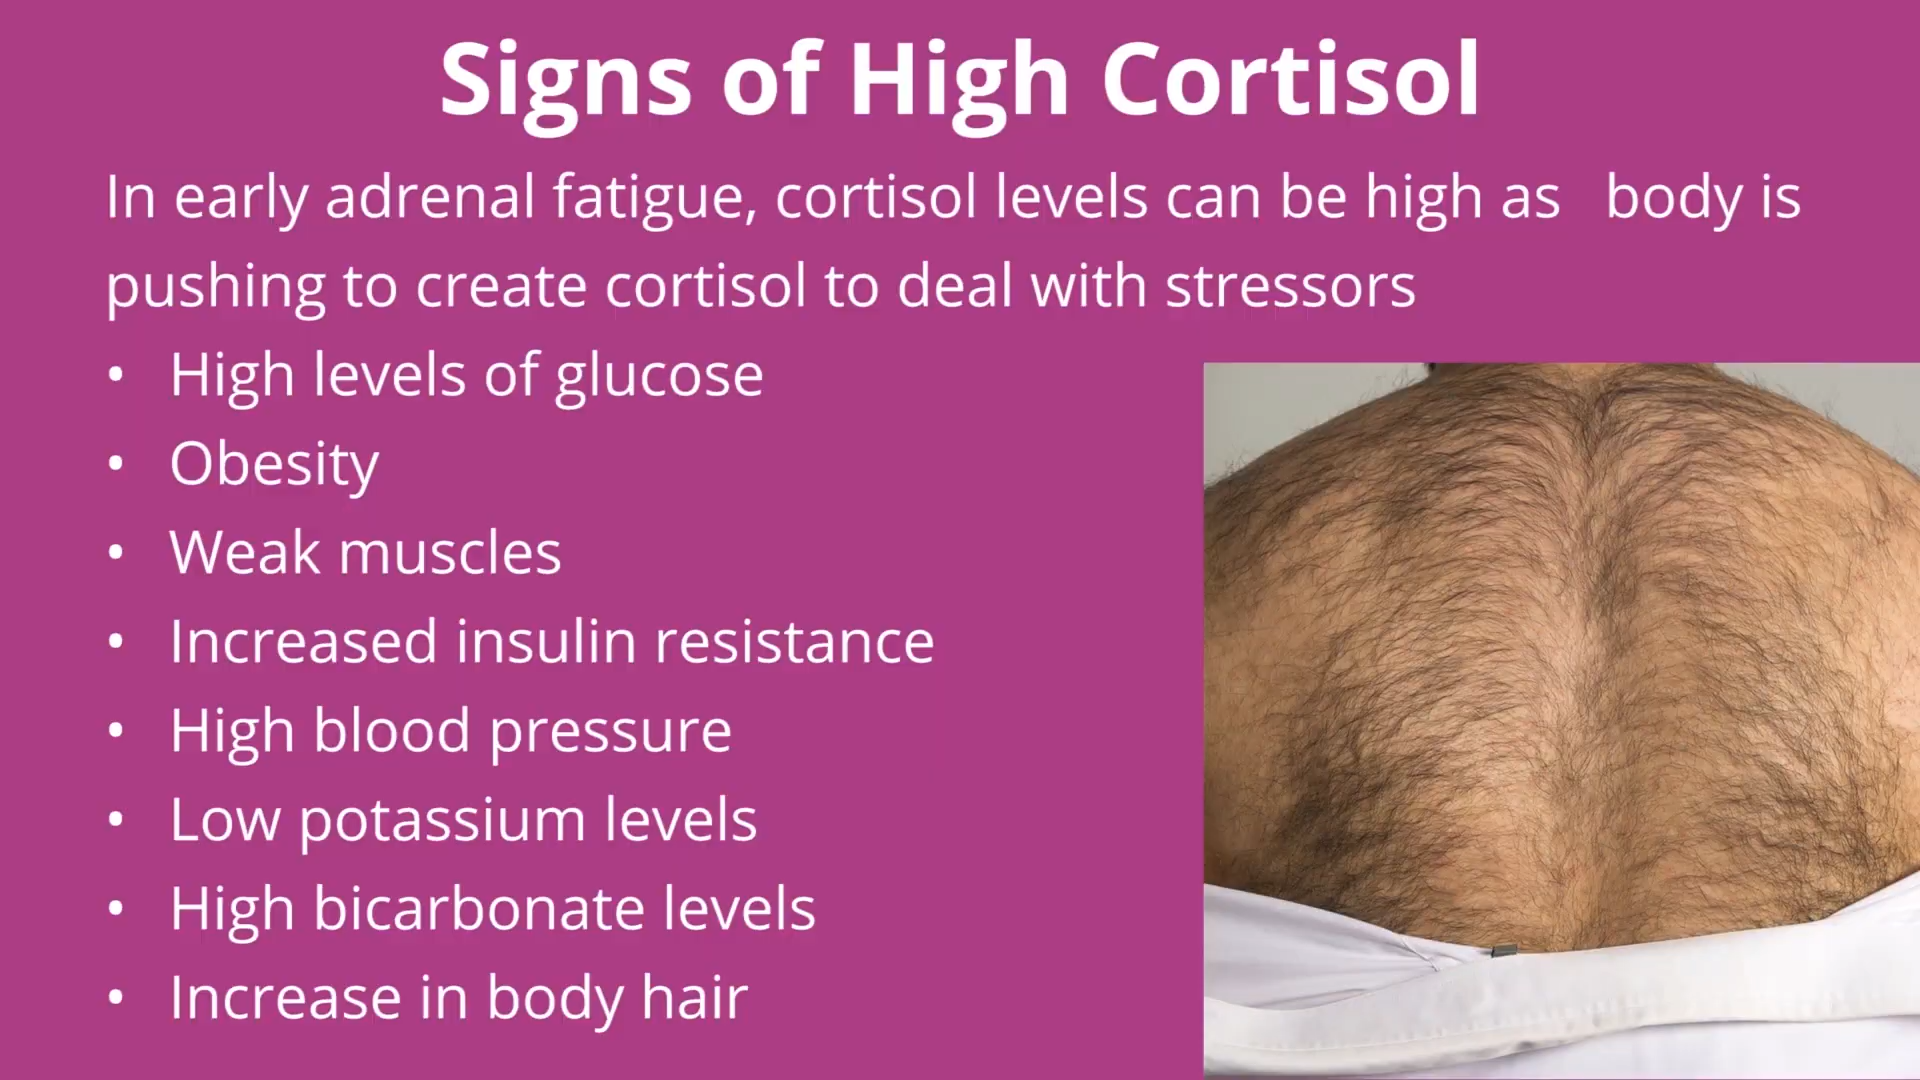 Signs of High Cortisol
In early adrenal fatigue, cortisol levels can be high as body is
pushing to create cortisol to deal with stressors
• High levels of glucose
• Obesity
• Weak muscles
• Increased insulin resistance
• High blood pressure
• Low potassium levels
• High bicarbonate levels
• Increase in body hair